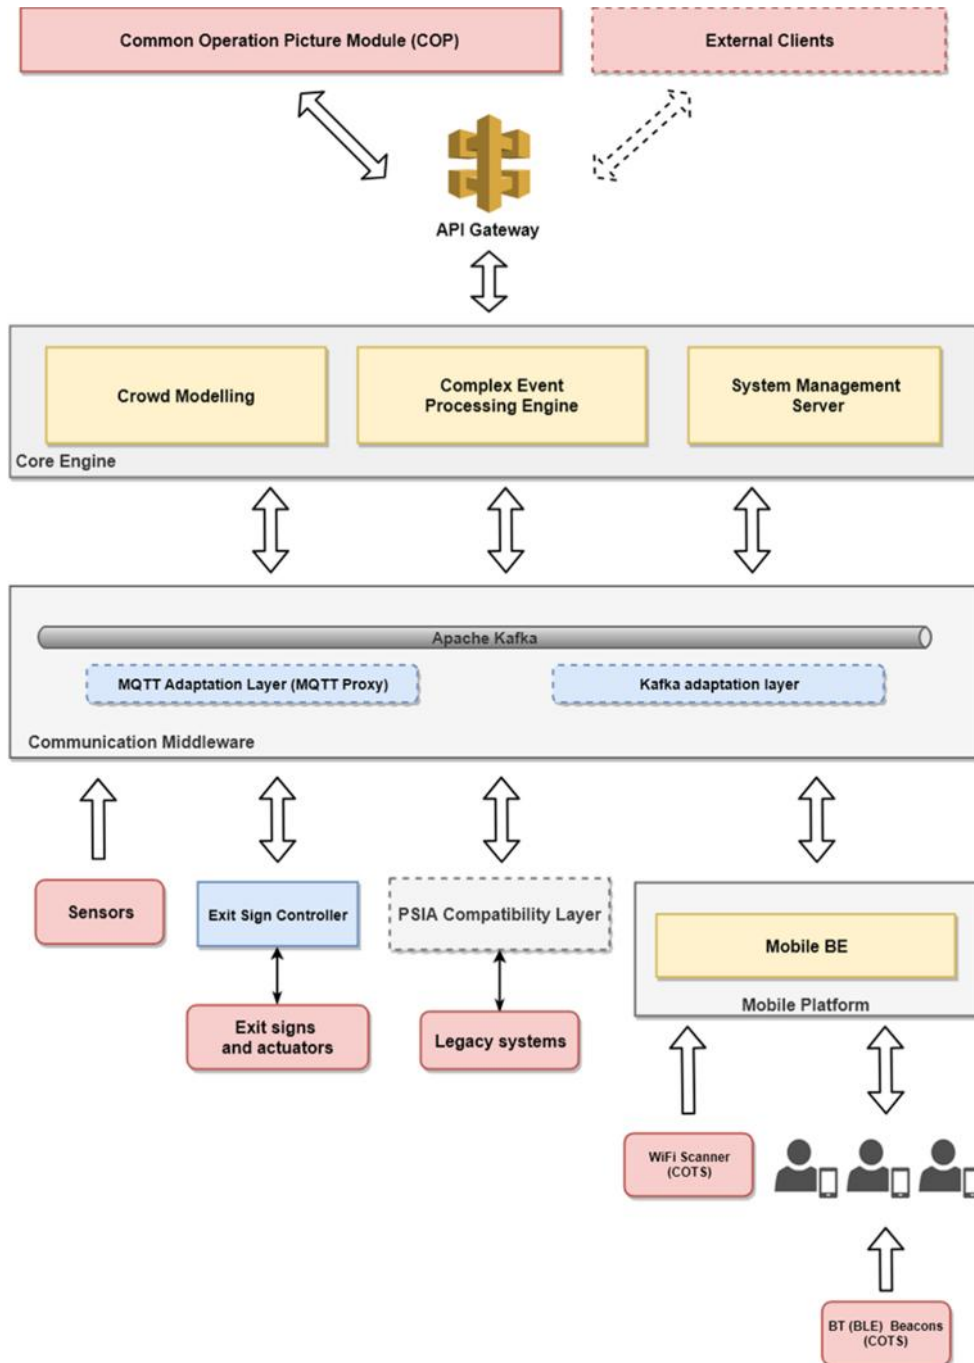 Common Operation Picture Module (COP)
External Clients
API Gateway
Crowd Modelling
Complex Event
Processing Engine
System Management
Server
Core Engine
Apache Kafka
MQTT Adaptation Layer (MQTT Proxy)
Kafka adaptation layer
Communication Middleware
Sensors
Exit Sign Controller
PSIA Compatibility Layer
Mobile BE
Mobile Platform
Exit signs
and actuators
Legacy systems
WiFi Scanner
(COTS)
BT (BLE) Beacons
(COTS)